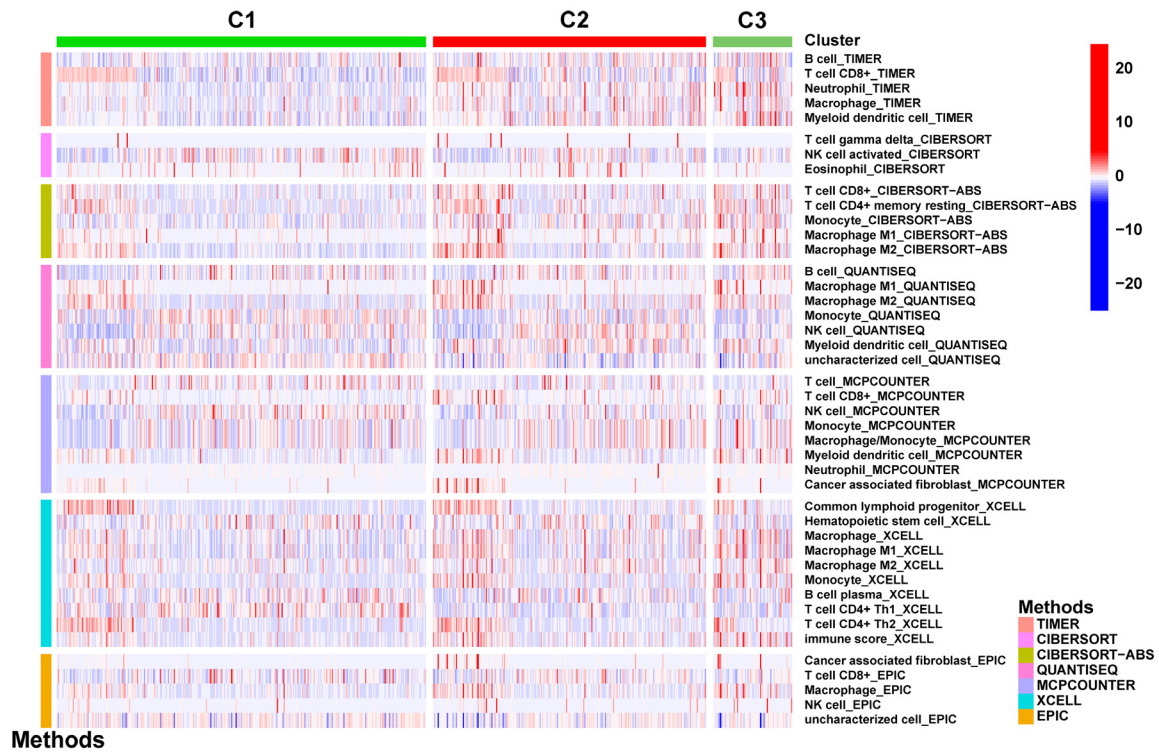 C1 C2 C3
Cluster
B cell_TIMER
T cell CD8+_TIMER
Neutrophil_TIMER
Macrophage_TIMER
Myeloid dendritic cell_TIMER
T cell gamma delta_CIBERSORT
NK cell activated_CIBERSORT
Eosinophil_CIBERSORT
T cell CD8+_CIBERSORT−ABS
T cell CD4+ memory resting_CIBERSORT−ABS
Monocyte_CIBERSORT−ABS
Macrophage M1_CIBERSORT−ABS
Macrophage M2_CIBERSORT−ABS
B cell_QUANTISEQ
Macrophage M1_QUANTISEQ
Macrophage M2_QUANTISEQ
Monocyte_QUANTISEQ
NK cell_QUANTISEQ
Myeloid dendritic cell_QUANTISEQ
uncharacterized cell_QUANTISEQ
T cell_MCPCOUNTER
T cell CD8+_MCPCOUNTER
NK cell_MCPCOUNTER
Monocyte_MCPCOUNTER
Macrophage/Monocyte_MCPCOUNTER
Myeloid dendritic cell_MCPCOUNTER
Neutrophil_MCPCOUNTER
Cancer associated fibroblast_MCPCOUNTER
Common lymphoid progenitor_XCELL
Hematopoietic stem cell_XCELL
Macrophage_XCELL
Macrophage M1_XCELL
Macrophage M2_XCELL
Monocyte_XCELL
B cell plasma_XCELL
T cell CD4+ Th1_XCELL
T cell CD4+ Th2_XCELL
immune score_XCELL
Cancer associated fibroblast_EPIC
T cell CD8+_EPIC
Macrophage_EPIC
NK cell_EPIC
uncharacterized cell_EPIC
20
10
0
−10
−20
Methods
TIMER
CIBERSORT
CIBERSORT−ABS
QUANTISEQ
MCPCOUNTER
XCELL
EPIC
Methods